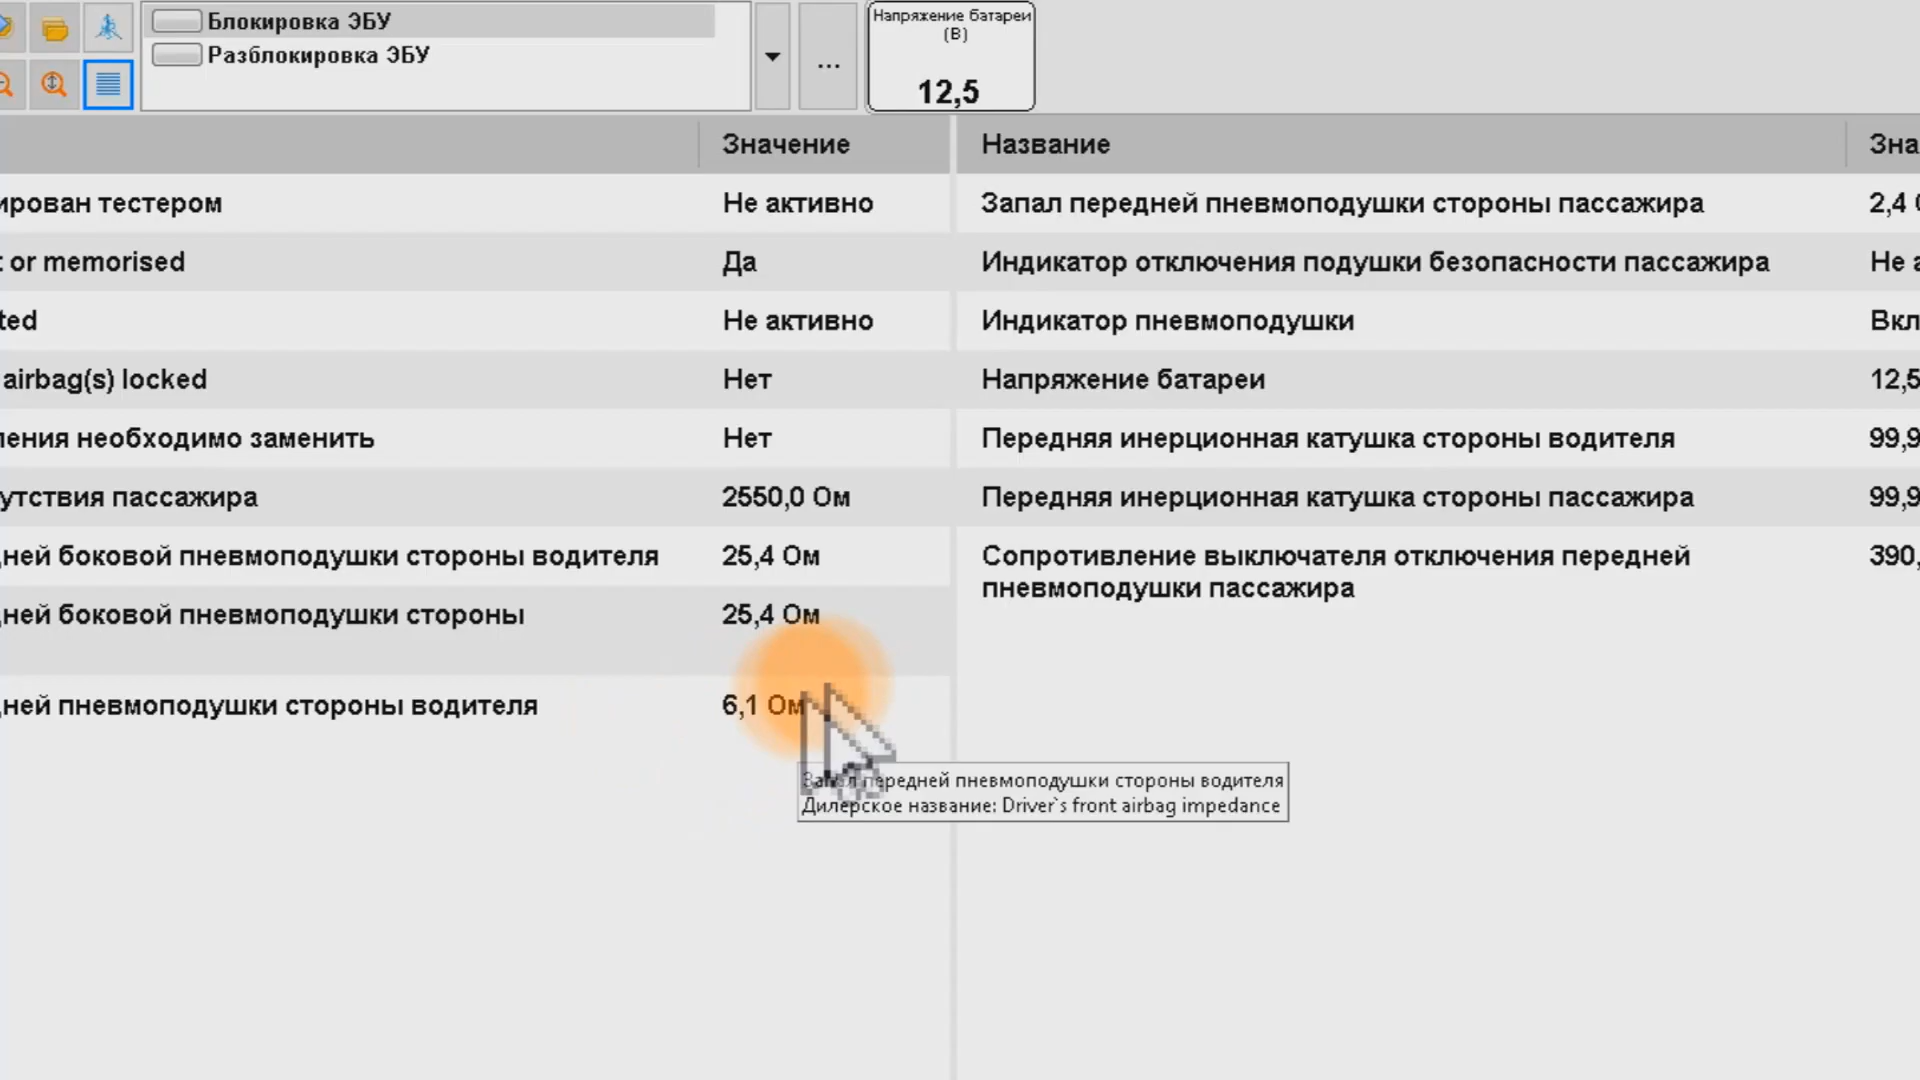 Блокировка ЭБУ
Разблокировка ЭБУ
...
Напряжение батареи
(В)
12,5
Значение
ирован тестером Не активно
t or memorised Да
ted Не активно
airbag(s) locked Нет
ления необходимо заменить Нет
утствия пассажира 2550,0 Ом
дней боковой пневмоподушки стороны водителя 25,4 Ом
дней боковой пневмоподушки стороны 25,4 Ом
дней пневмоподушки стороны водителя 6,1 Ом
Название Зна
Запал передней пневмоподушки стороны пассажира 2,4
Индикатор отключения подушки безопасности пассажира Не а
Индикатор пневмоподушки Вкл
Напряжение батареи 12,5
Передняя инерционная катушка стороны водителя 99,9
Передняя инерционная катушка стороны пассажира 99,9
Сопротивление выключателя отключения передней 390,
пневмоподушки пассажира
Запал передней пневмоподушки стороны водителя
Дилерское название: Driver`s front airbag impedance